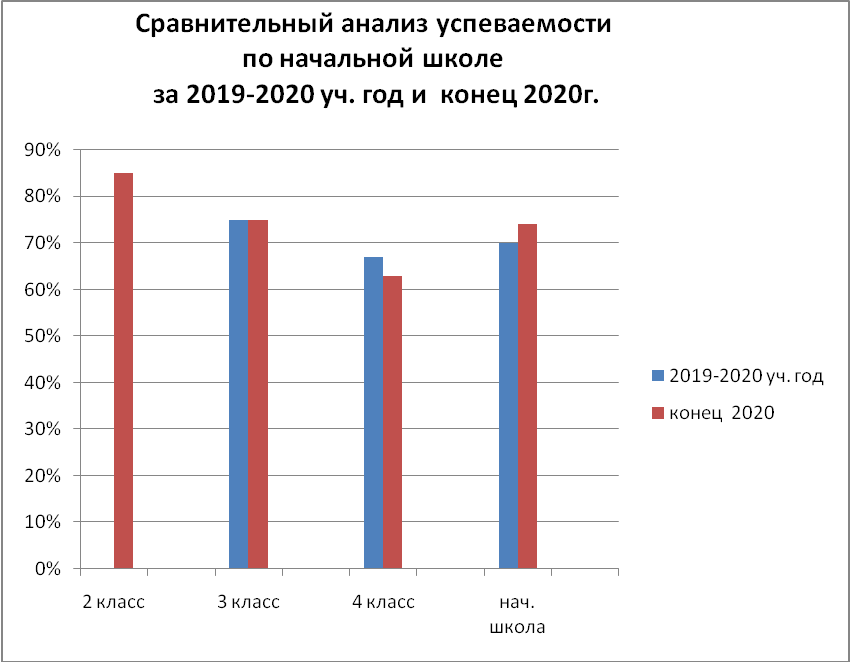 Сравнительный анализ успеваемости
по начальной школе
за 2019-2020 уч. год и конец 2020г.
90%
80%
70%
60%
50%
40%
30%
20%
10%
0%
2 класс
3 класс
4 класс
нач.
школа
2019-2020 уч. год
конец 2020